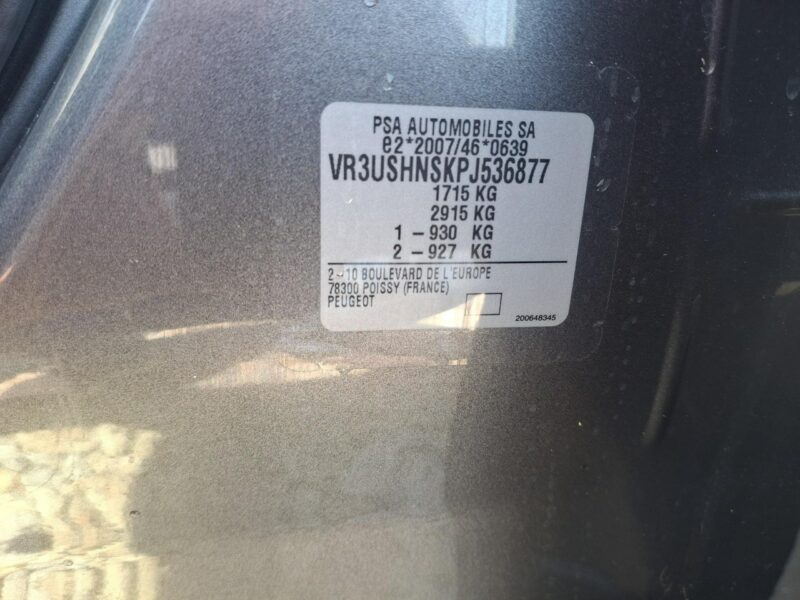 PSA AUTOMOBILES SA
e2*2007/46*0639
VR3USHNSKPJ536877
1715 KG
2915 KG
1 – 930 KG
2 – 927 KG
2 – 10 BOULEVARD DE L'EUROPE
78300 POISSY (FRANCE)
PEUGEOT
200648345